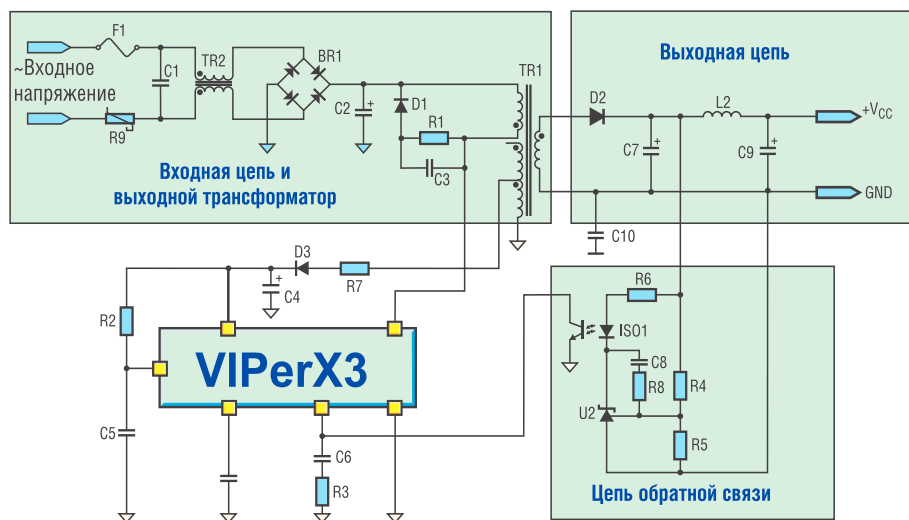 F1
~Входное
напряжение
C1
TR2
BR1
R9
C2
+
D1
R1
C3
TR1
Входная цепь и
выходной трансформатор
Выходная цепь
D2
L2
+VCC
C7
+
C9
+
GND
C10
D3
R7
C4
+
R2
VIPerX3
C5
C6
R3
R6
ISO1
C8
R8
R4
U2
R5
Цепь обратной связи